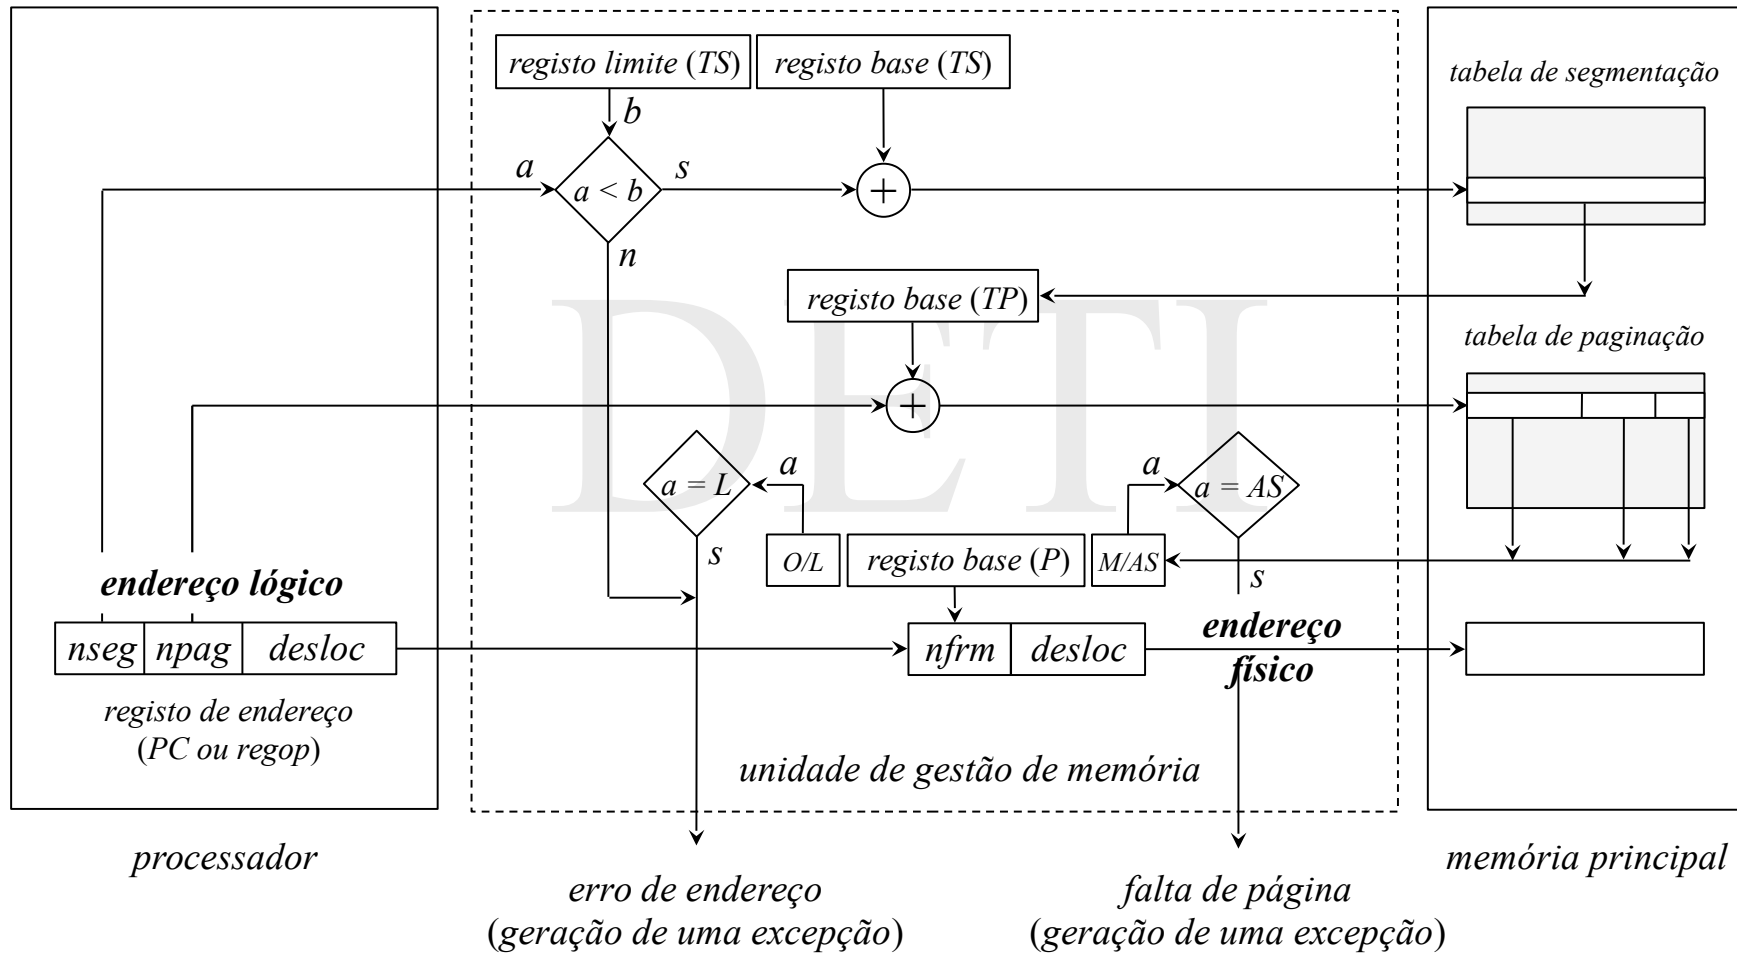 registo limite (TS)
registo base (TS)
tabela de segmentação
b
a
a < b
s
+
n
registo base (TP)
tabela de paginação
+
DETI
a = L
a
a
a = AS
s
O/L
registo base (P)
M/AS
s
endereço lógico
nseg
npag
desloc
nfrm
desloc
endereço
físico
registo de endereço
(PC ou regop)
unidade de gestão de memória
processador
memória principal
erro de endereço
(geração de uma excepção)
falta de página
(geração de uma excepção)